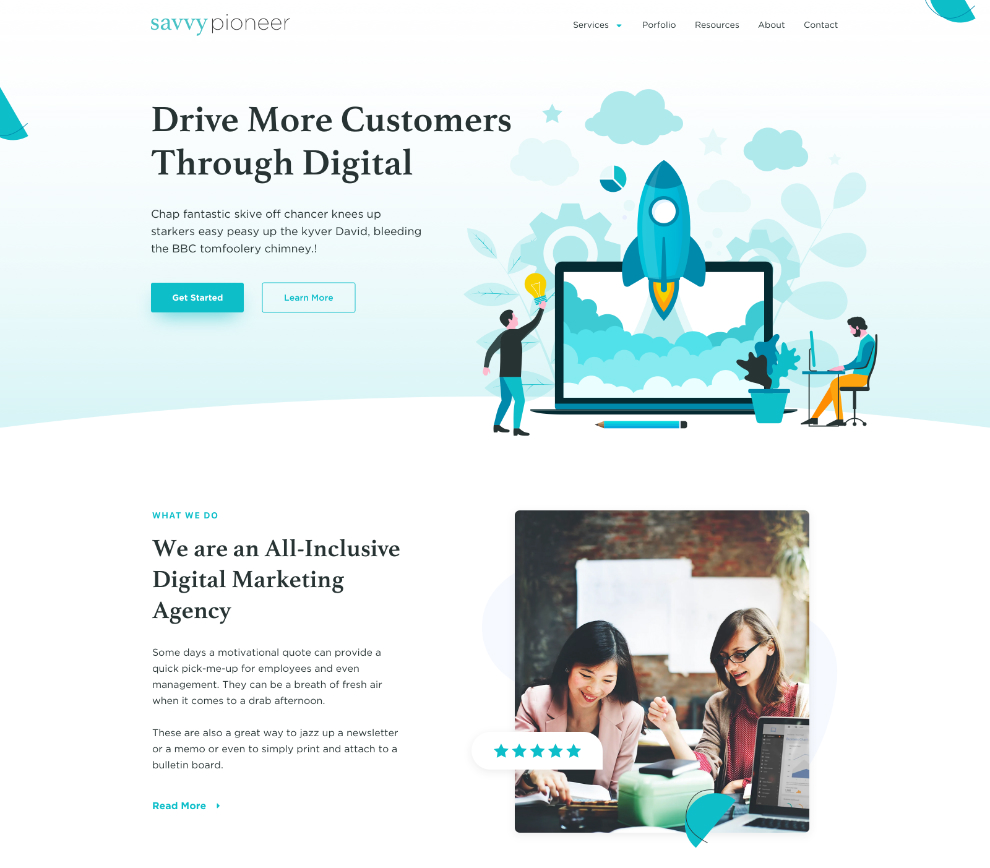 savvypioneer
Services
Porfolio
Resources
About
Contact
Drive More Customers
Through Digital
Chap fantastic skive off chancer knees up
starkers easy peasy up the kyver David, bleeding
the BBC tomfoolery chimney.!
Get Started
Learn More
WHAT WE DO
We are an All-Inclusive
Digital Marketing
Agency
Some days a motivational quote can provide a
quick pick-me-up for employees and even
management. They can be a breath of fresh air
when it comes to a drab afternoon.
These are also a great way to jazz up a newsletter
or a memo or even to simply print and attach to a
bulletin board.
Read More